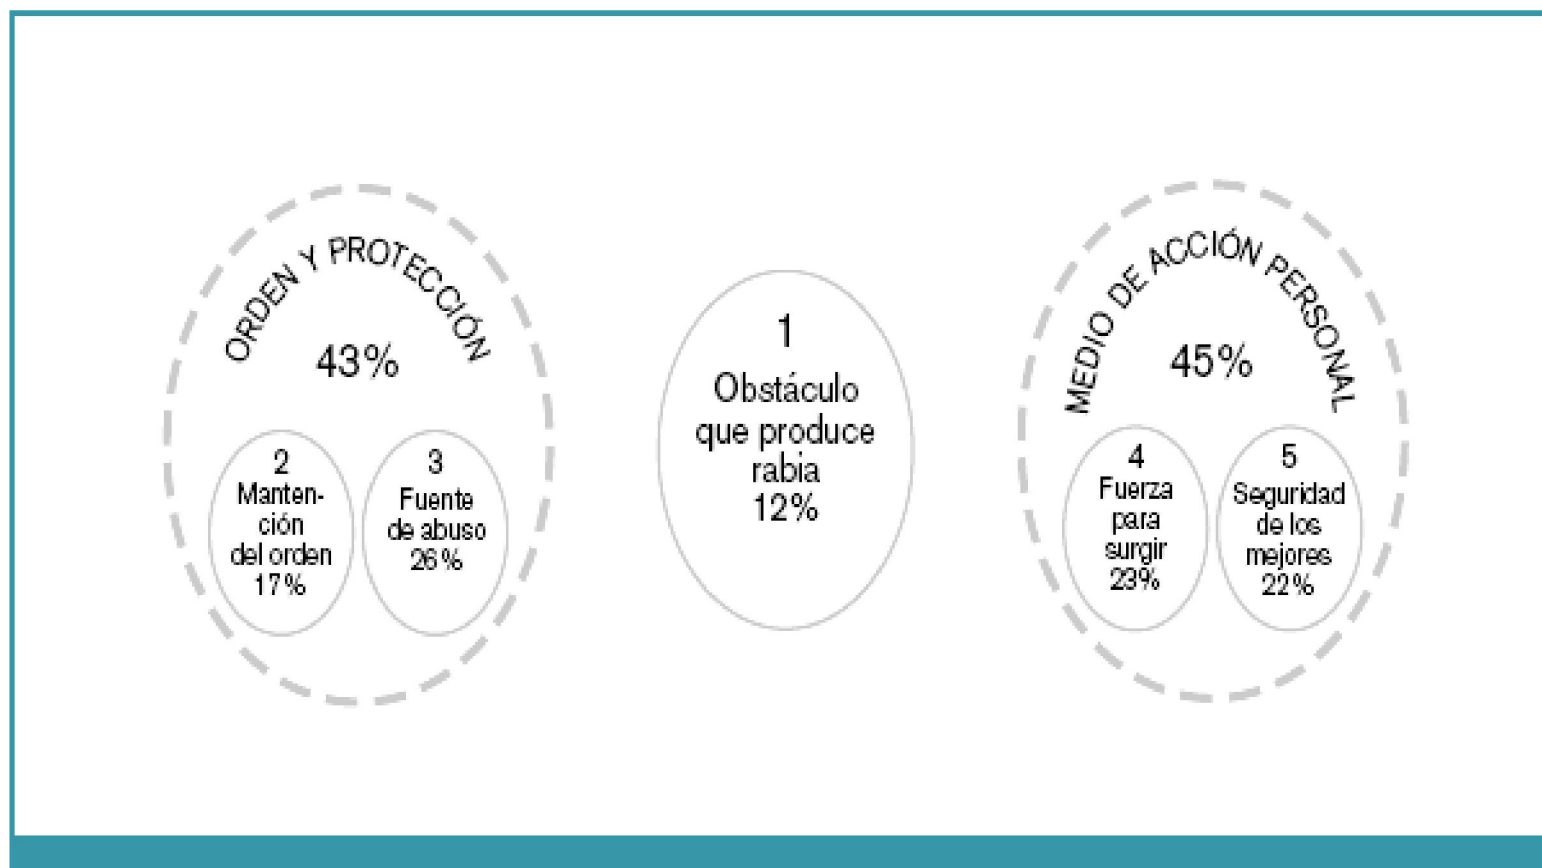 ORDEN Y PROTECCIÓN
43%
2
Manten-
ción
del orden
17%
3
Fuente
de abuso
26%
1
Obstáculo
que produce
rabia
12%
MEDIO DE ACCIÓN PERSONAL
45%
4
Fuerza
para
surgir
23%
5
Seguridad
de los
mejores
22%